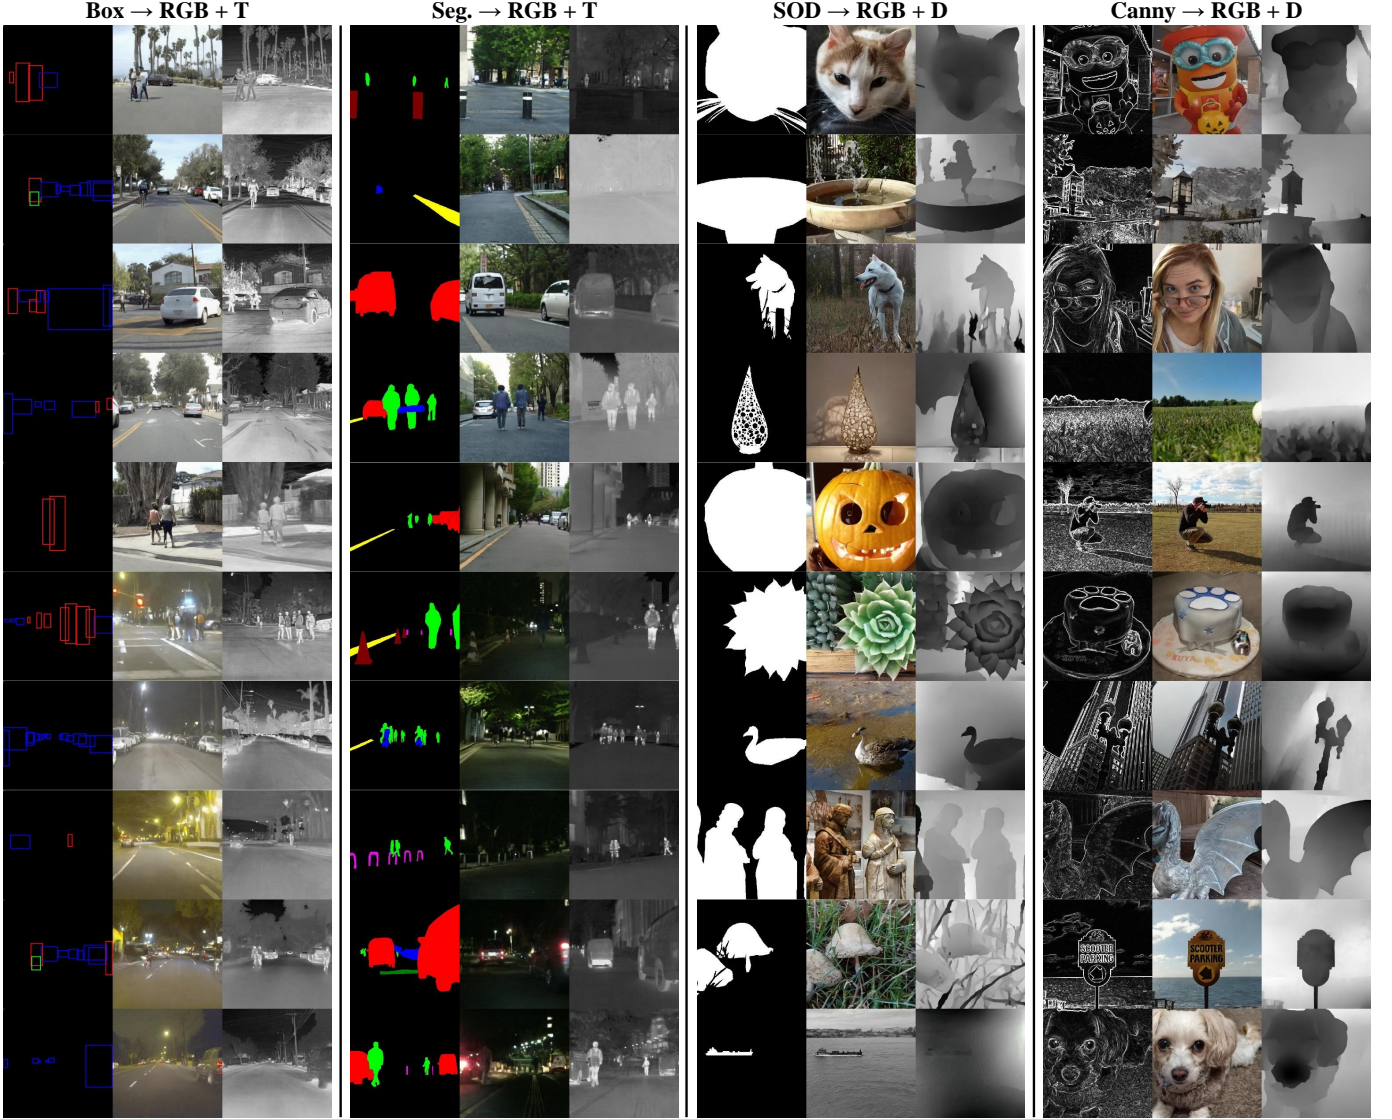 Box → RGB + T
Seg. → RGB + T
SOD → RGB + D
Canny → RGB + D
SCOOTER
PARKING
SCOOTER
PARKING